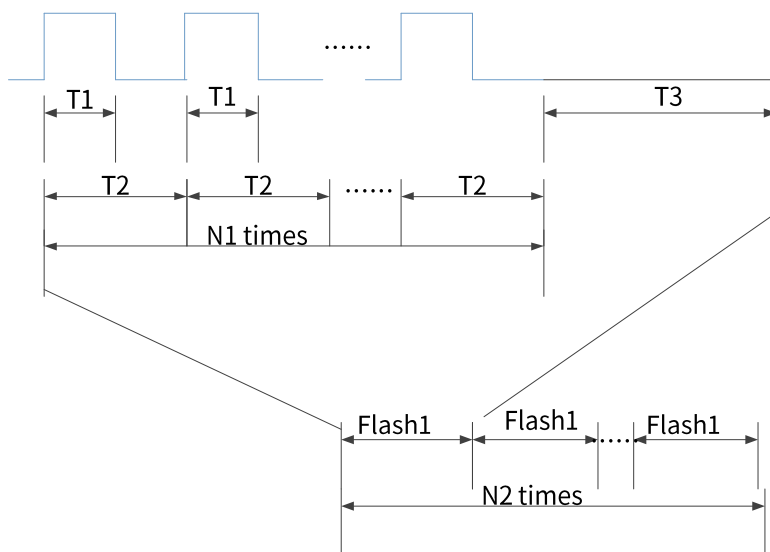 ......
T1
T1
T3
T2
T2
......
T2
N1 times
Flash1
Flash1
......
Flash1
N2 times